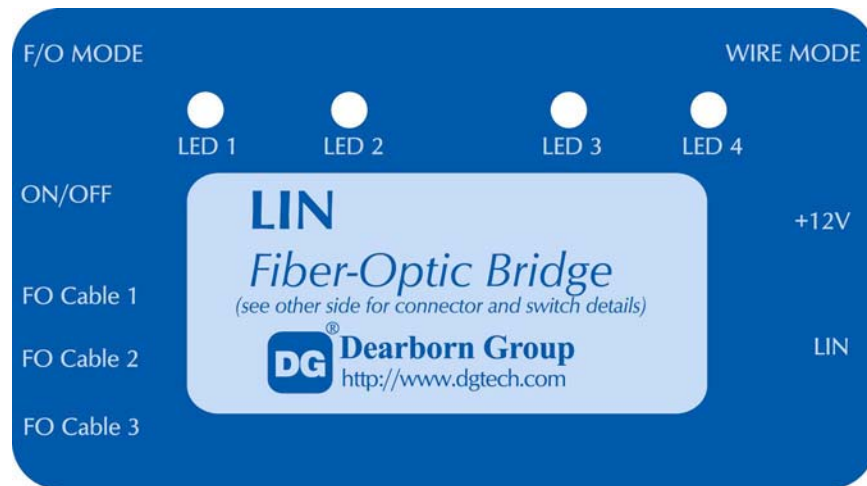 F/O MODE
WIRE MODE
LED 1
LED 2
LED 3
LED 4
ON/OFF
+12V
LIN
Fiber-Optic Bridge
(see other side for connector and switch details)
FO Cable 1
FO Cable 2
FO Cable 3
LIN
DG®
Dearborn Group
http://www.dgtech.com